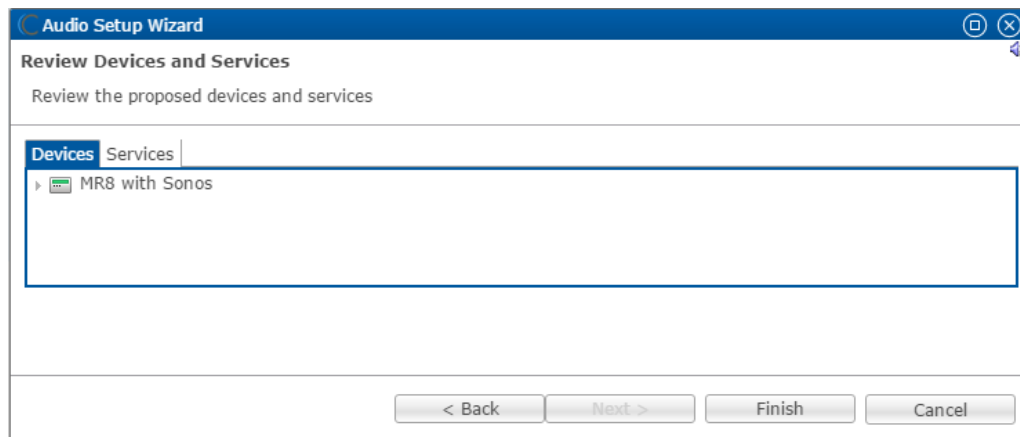 Audio Setup Wizard
Review Devices and Services
Review the proposed devices and services
Devices Services
MR8 with Sonos
< Back Next > Finish Cancel